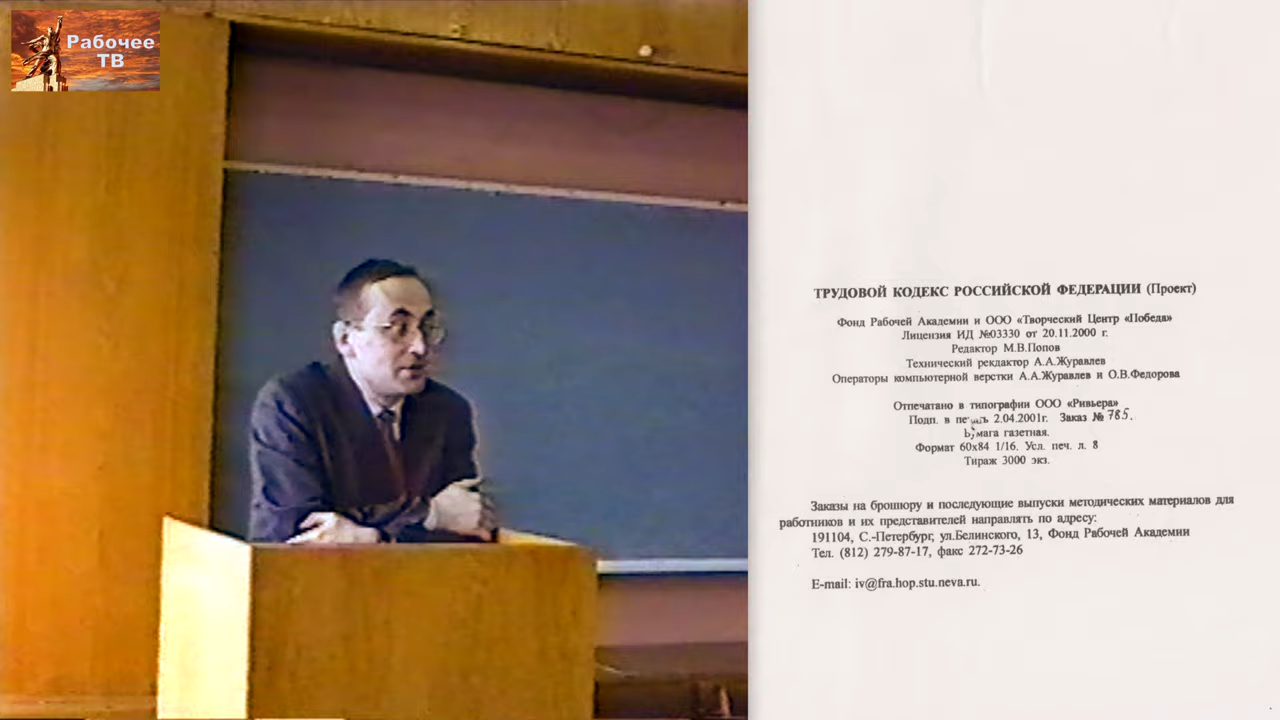 Рабочее
ТВ
ТРУДОВОЙ КОДЕКС РОССИЙСКОЙ ФЕДЕРАЦИИ (Проект)
Фонд Рабочей Академии и ООО «Творческий Центр «Победа»
Лицензия ИД №03330 от 20.11.2000 г.
Редактор М.В.Попов
Технический рекдактор А.А.Журавлев
Операторы компьютерной верстки А.А.Журавлев и О.В.Федорова
Отпечатано в типографии ООО «Ривьера»
Подп. в печать 2.04.2001г. Заказ № 785.
Бумага газетная.
Формат 60х84 1/16. Усл. печ. л. 8
Тираж 3000 экз.
Заказы на брошюру и последующие выпуски методических материалов для
работников и их представителей направлять по адресу:
191104, С.-Петербург, ул.Белинского, 13, Фонд Рабочей Академии
Тел. (812) 279-87-17, факс 272-73-26
E-mail: iv@fra.hop.stu.neva.ru.